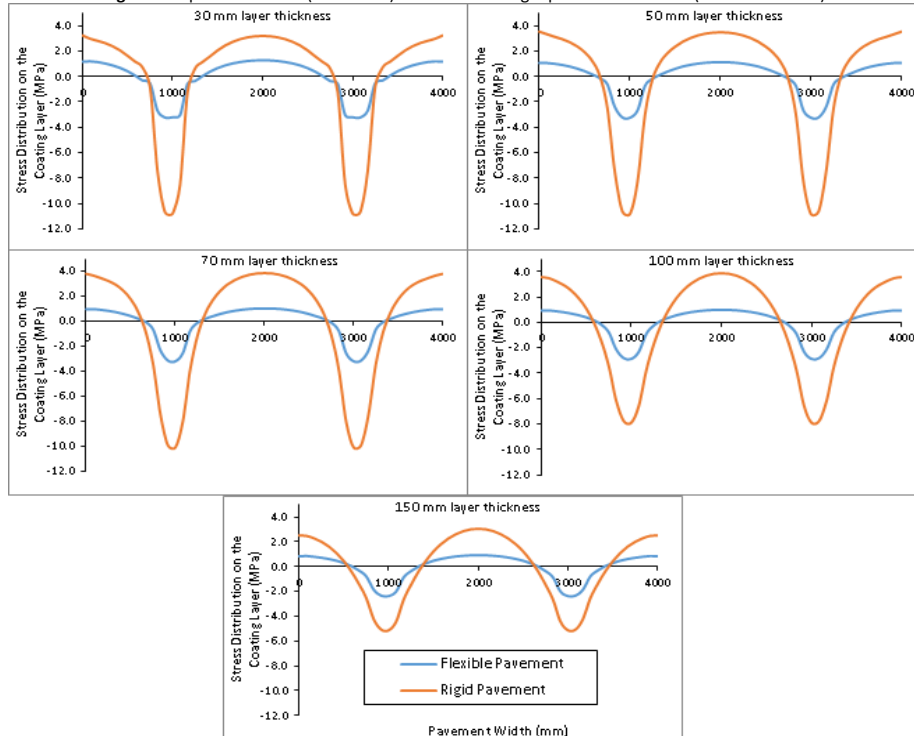 30 mm layer thickness
4.0
2.0
0.0
-2.0
-4.0
-6.0
-8.0
-10.0
-12.0
0 1000 2000 3000 4000
Stress Distribution on the
Coating Layer (MPa)
50 mm layer thickness
4.0
2.0
0.0
-2.0
-4.0
-6.0
-8.0
-10.0
-12.0
0 1000 2000 3000 4000
Stress Distribution on the
Coating Layer (MPa)
70 mm layer thickness
4.0
2.0
0.0
-2.0
-4.0
-6.0
-8.0
-10.0
-12.0
0 1000 2000 3000 4000
Stress Distribution on the
Coating Layer (MPa)
100 mm layer thickness
4.0
2.0
0.0
-2.0
-4.0
-6.0
-8.0
-10.0
-12.0
0 1000 2000 3000 4000
Stress Distribution on the
Coating Layer (MPa)
150 mm layer thickness
4.0
2.0
0.0
-2.0
-4.0
-6.0
-8.0
-10.0
-12.0
0 1000 2000 3000 4000
Stress Distribution on the
Coating Layer (MPa)
Flexible Pavement
Rigid Pavement
Pavement Width (mm)